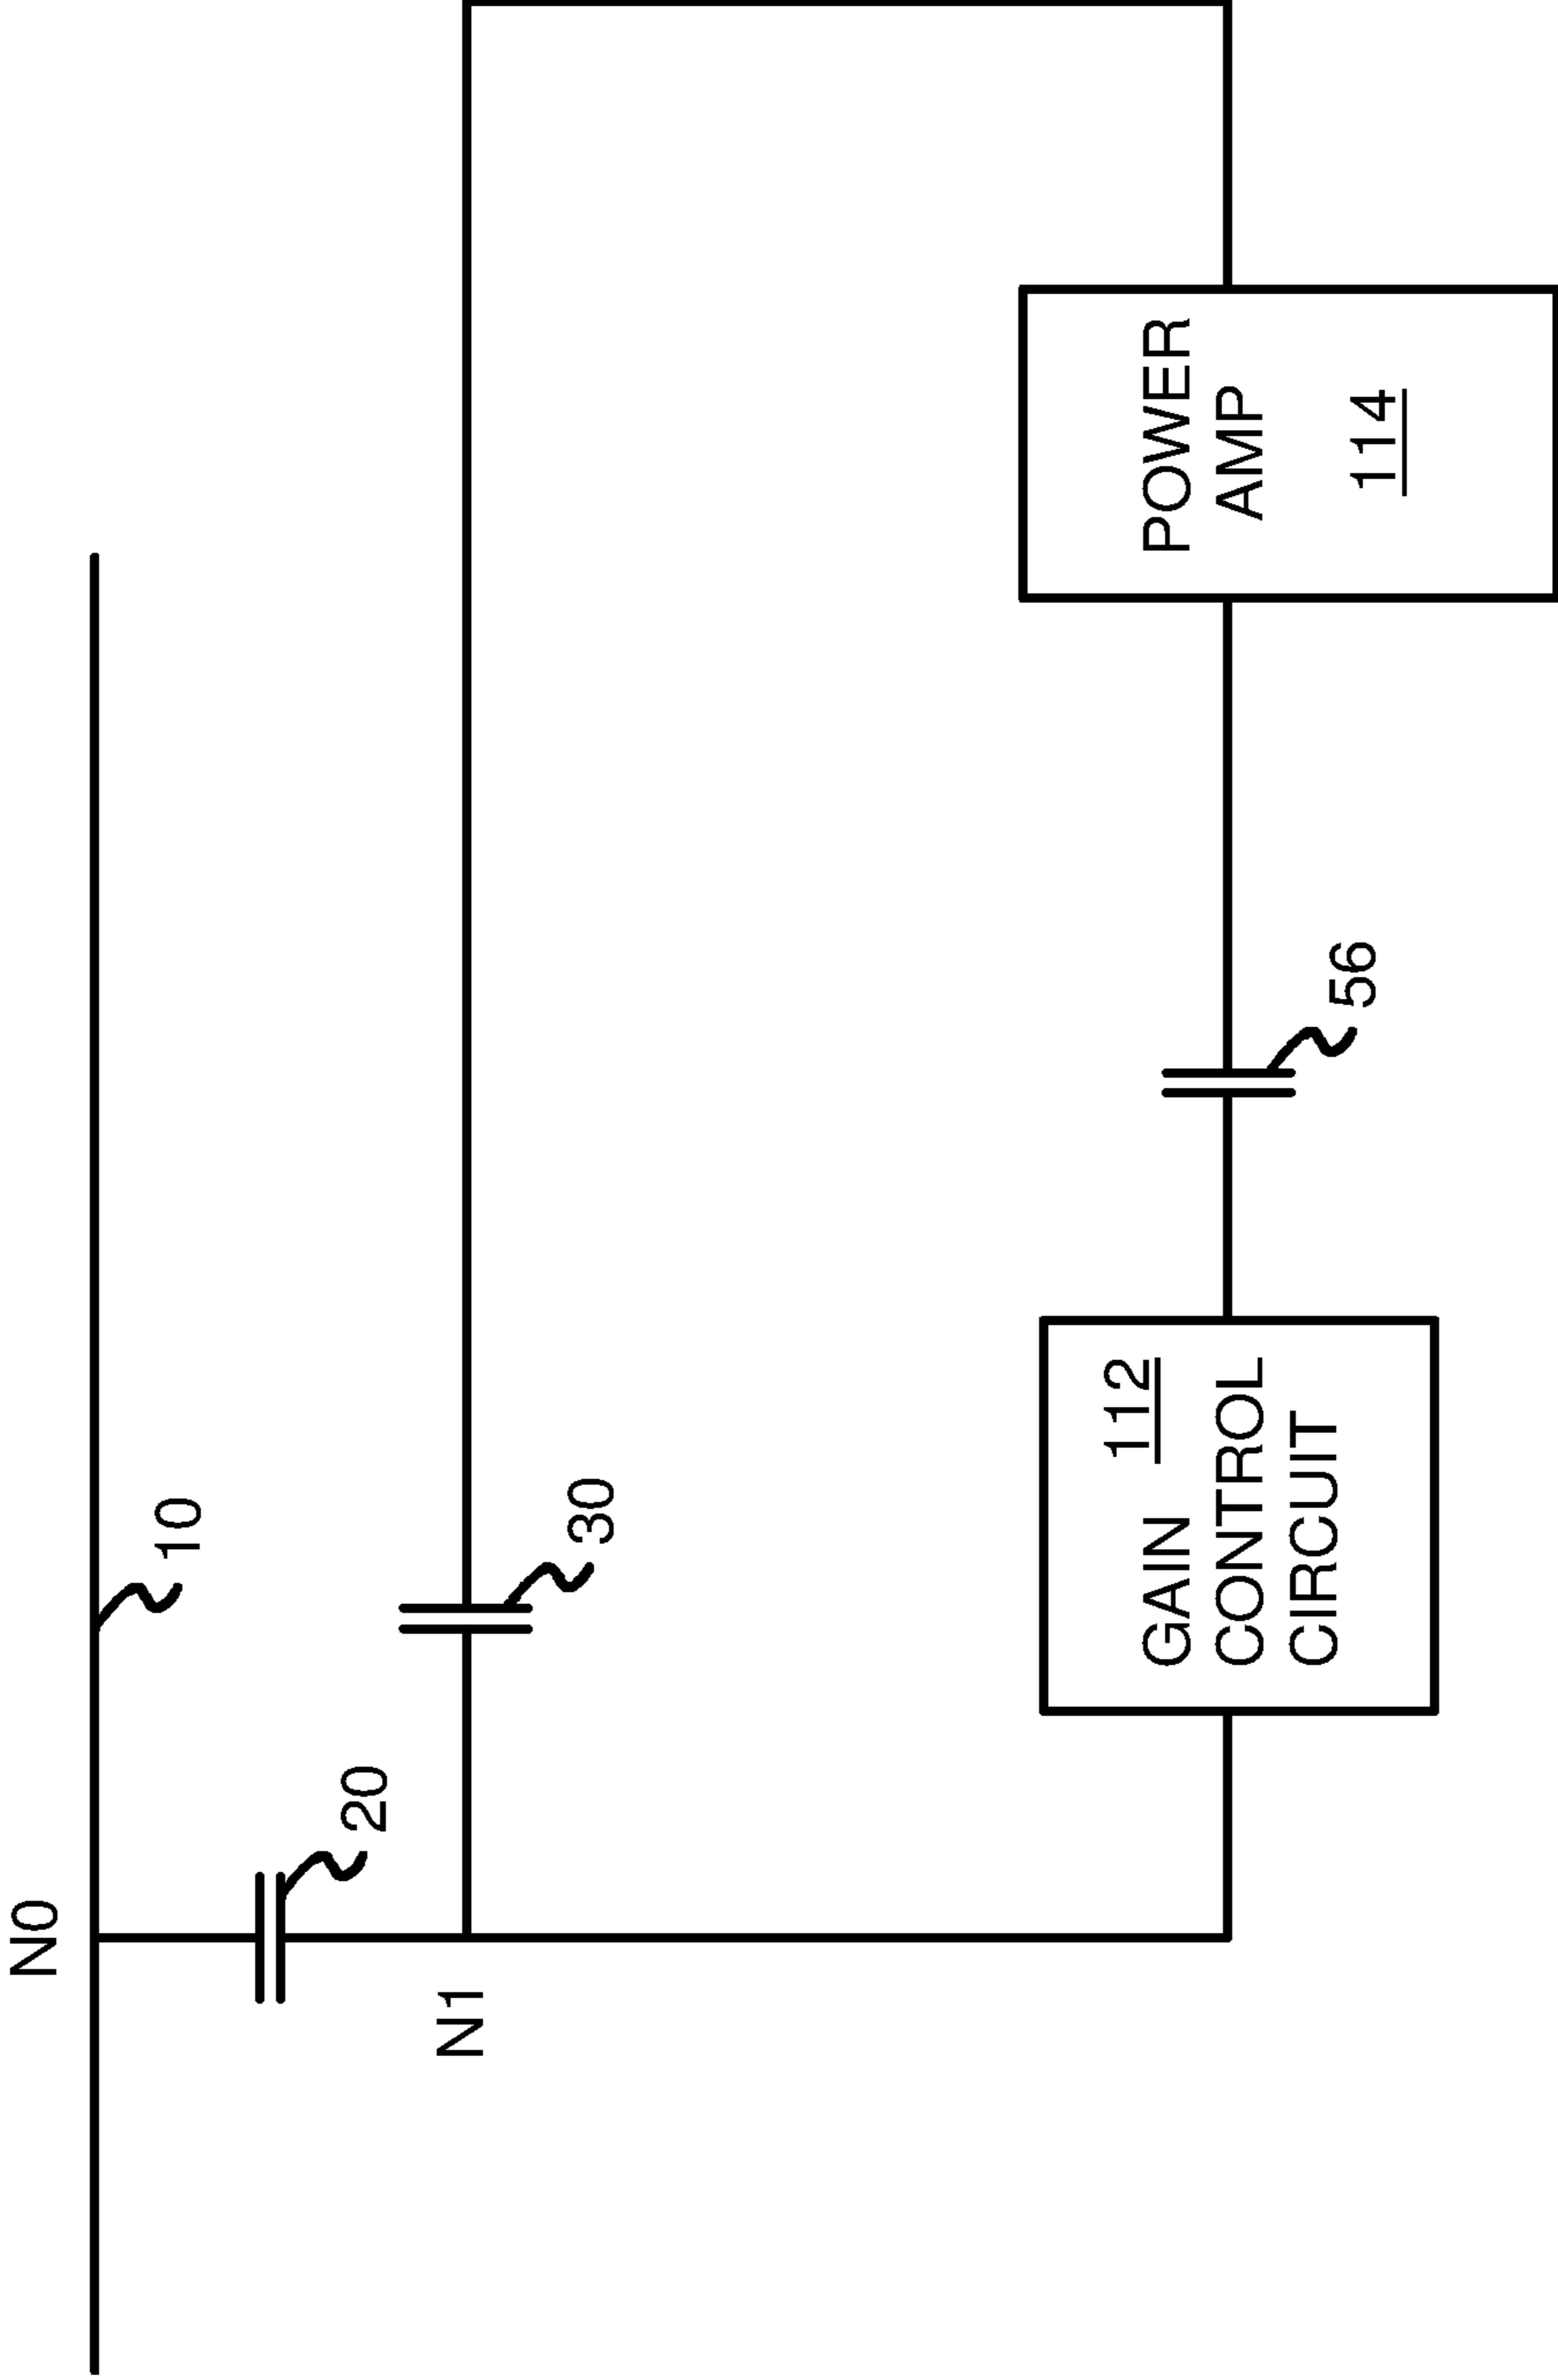 N0
10
20
N1
30
112
GAIN
CONTROL
CIRCUIT
56
POWER
AMP
114